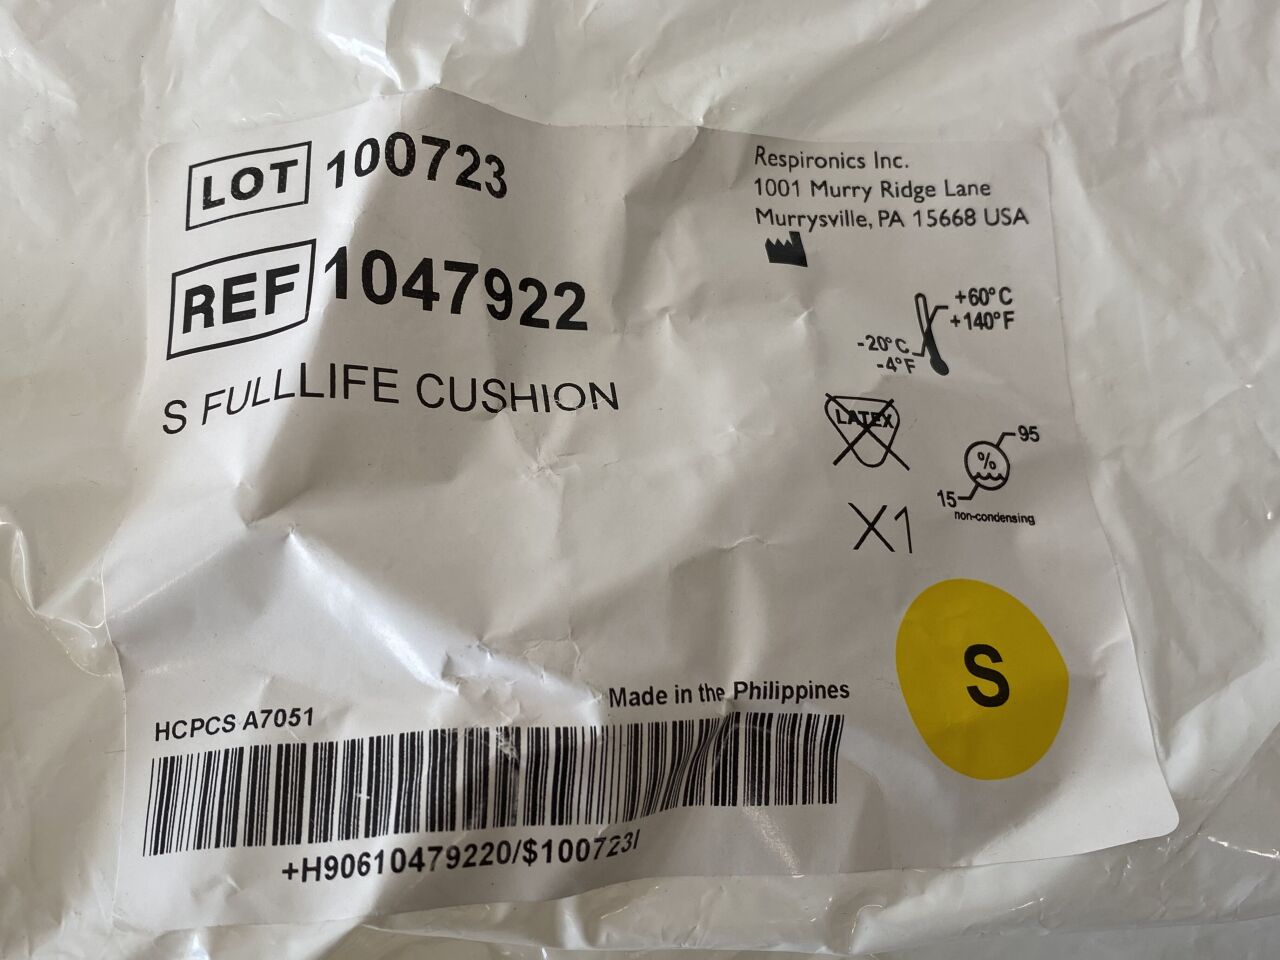 LOT 100723
REF 1047922
S FULLLIFE CUSHION
Respironics Inc.
1001 Murry Ridge Lane
Murrysville, PA 15668 USA
+60°C
+140°F
-20°C
-4°F
LATEX
95
%
15
non-condensing
X1
S
HCPCS A7051
Made in the Philippines
+H90610479220/$100723I